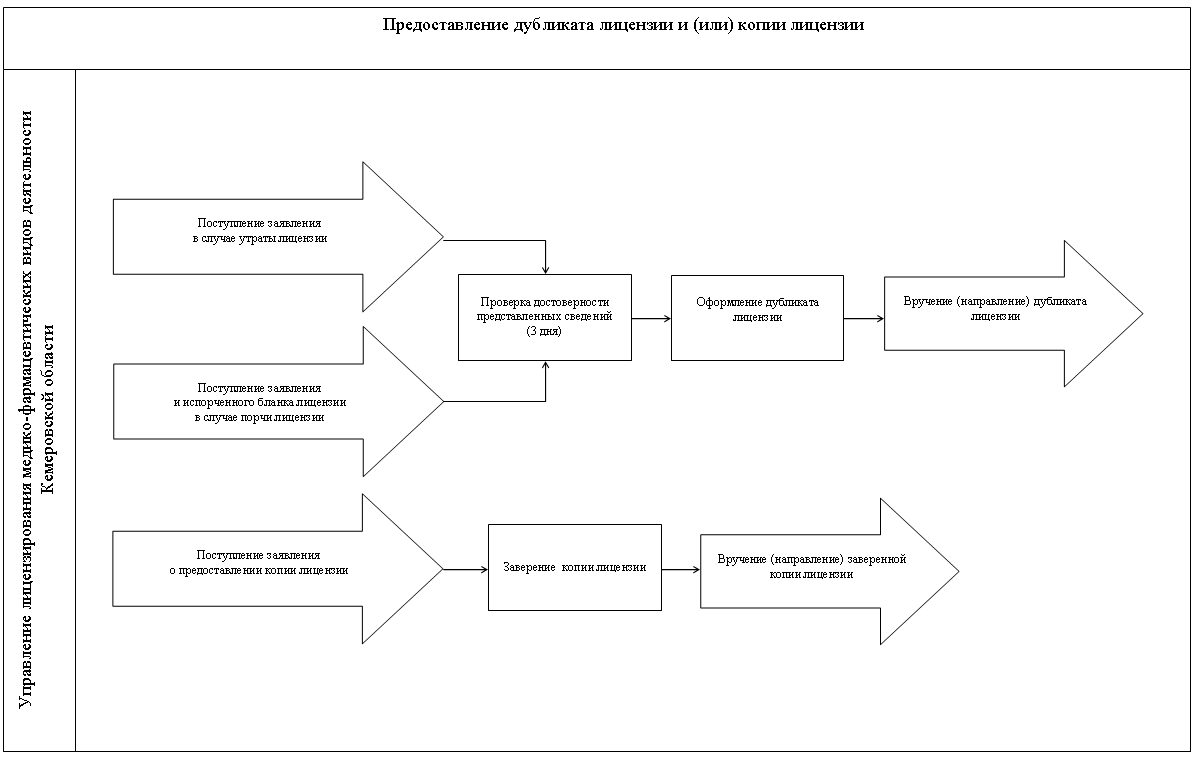 Предоставление дубликата лицензии и (или) копии лицензии
Управление лицензирования медико-фармацевтических видов деятельности
Кемеровской области
Поступление заявления
в случае утраты лицензии
Поступление заявления
и испорченного бланка лицензии
в случае порчи лицензии
Проверка достоверности
представленных сведений
(3 дня)
Оформление дубликата
лицензии
Вручение (направление) дубликата
лицензии
Поступление заявления
о предоставлении копии лицензии
Заверение копии лицензии
Вручение (направление) заверенной
копии лицензии